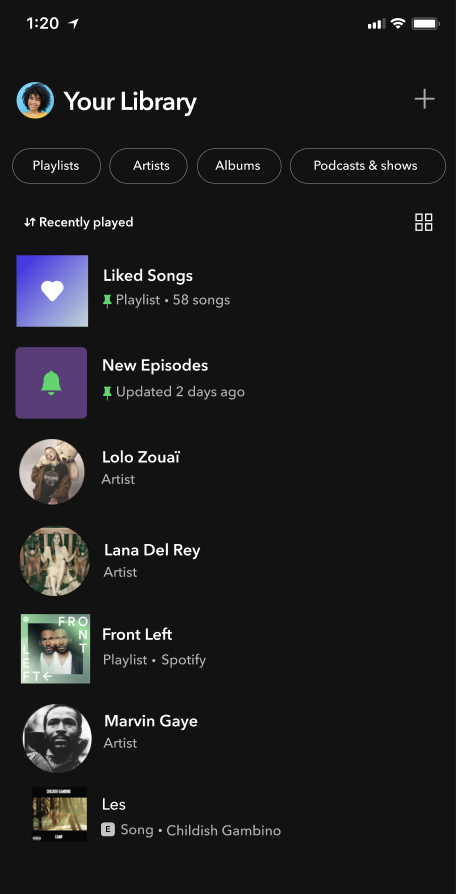 1:20
Your Library
Playlists Artists Albums Podcasts & shows
Recently played
Liked Songs
Playlist • 58 songs
New Episodes
Updated 2 days ago
Lolo Zouaï
Artist
Lana Del Rey
Artist
FRONT
LEFT
Front Left
Playlist • Spotify
Marvin Gaye
Artist
CHILDISH GAMBINO
CAMP
Les
E Song • Childish Gambino